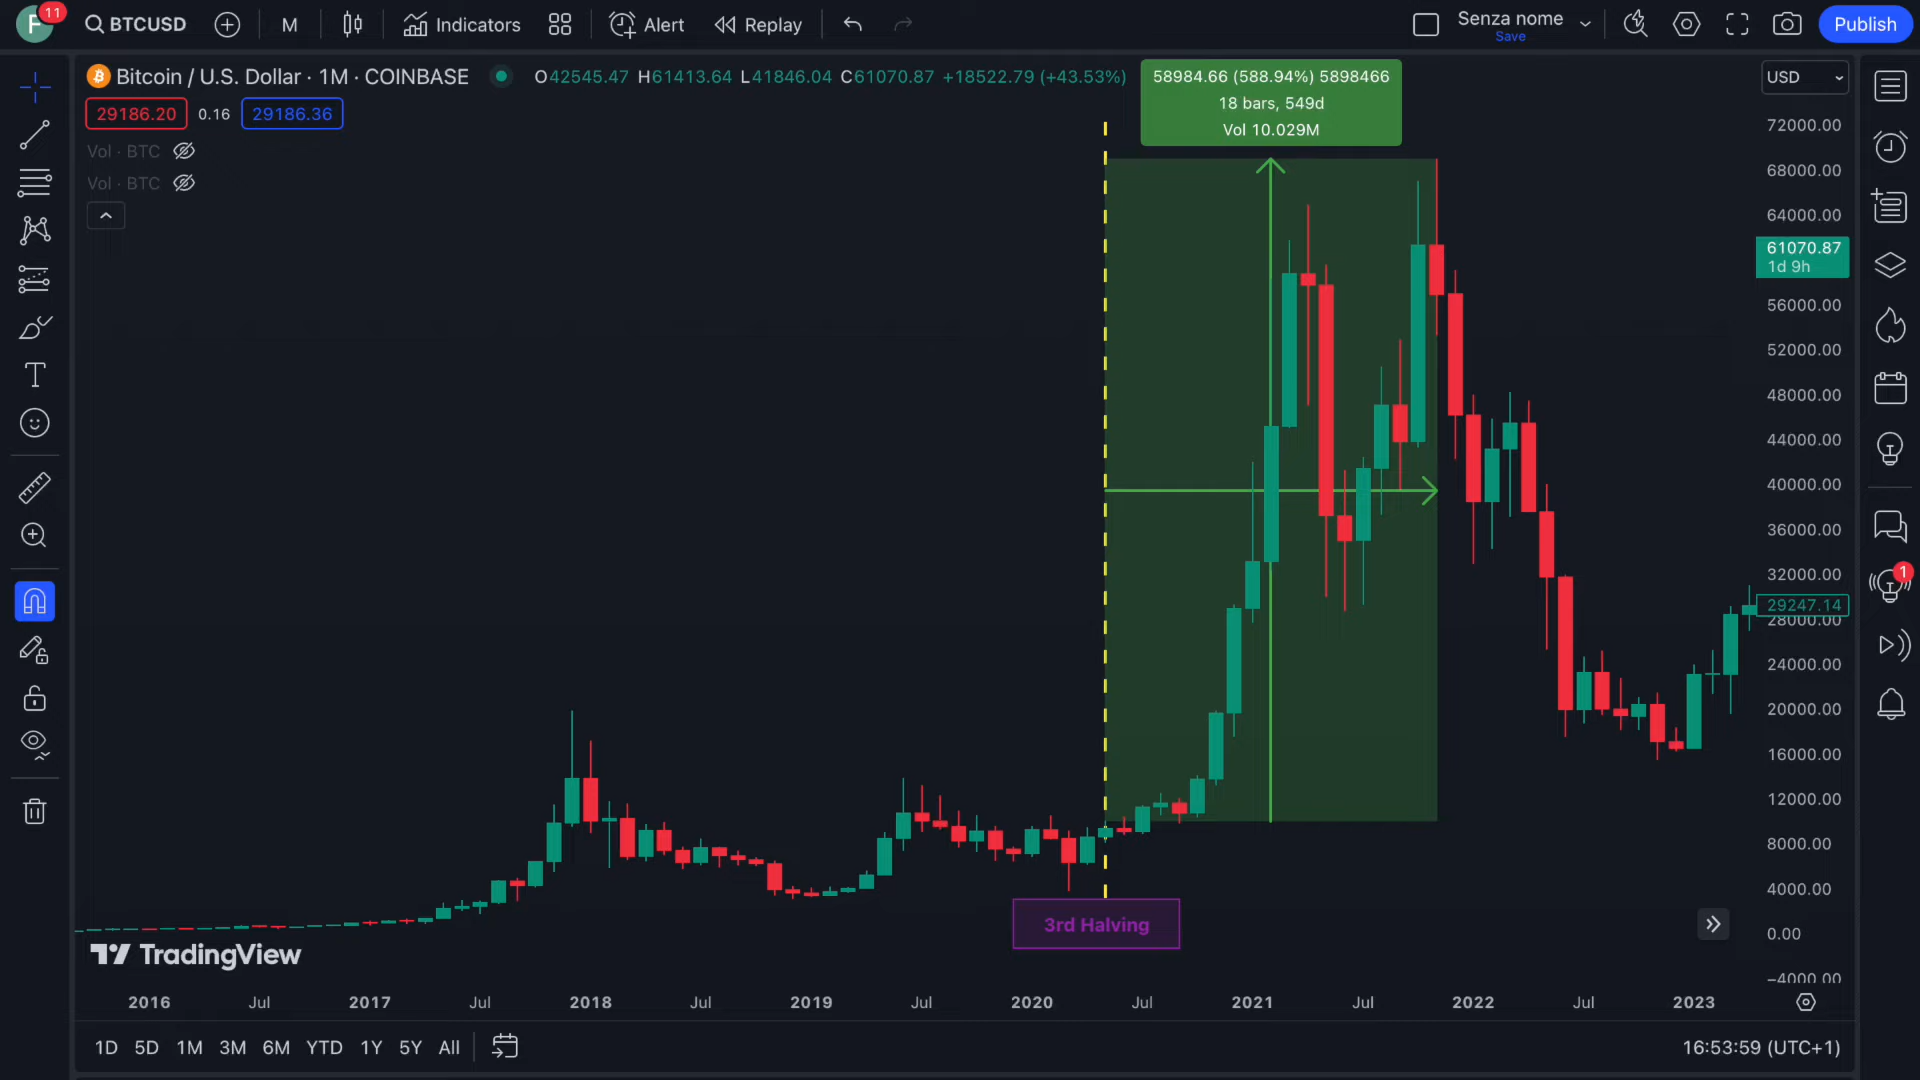 F 11 BTCUSD M Indicators Alert Replay Senza nome Save Publish
Bitcoin / U.S. Dollar · 1M · COINBASE O42545.47 H61413.64 L41846.04 C61070.87 +18522.79 (+43.53%)
29186.20 0.16 29186.36
Vol · BTC
Vol · BTC
58984.66 (588.94%) 5898466
18 bars, 549d
Vol 10.029M
USD
72000.00
68000.00
64000.00
61070.87
1d 9h
56000.00
52000.00
48000.00
44000.00
40000.00
36000.00
32000.00
29247.14
28000.00
24000.00
20000.00
16000.00
12000.00
8000.00
4000.00
0.00
−4000.00
1
3rd Halving
TradingView
2016 Jul 2017 Jul 2018 Jul 2019 Jul 2020 Jul 2021 Jul 2022 Jul 2023
1D 5D 1M 3M 6M YTD 1Y 5Y All 16:53:59 (UTC+1)